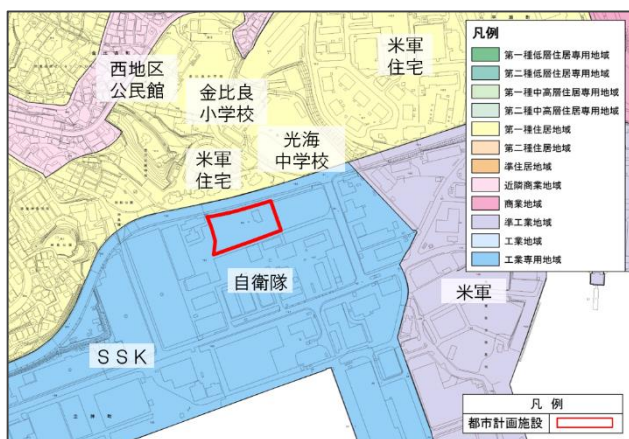 西地区
公民館
金比良
小学校
米軍
住宅
光海
中学校
米軍
住宅
自衛隊
米軍
ＳＳＫ
凡例
第一種低層住居専用地域
第二種低層住居専用地域
第一種中高層住居専用地域
第二種中高層住居専用地域
第一種住居地域
第二種住居地域
準住居地域
近隣商業地域
商業地域
準工業地域
工業地域
工業専用地域
凡 例
都市計画施設